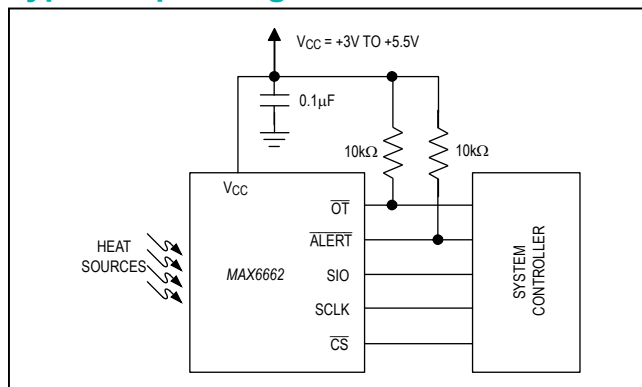 VCC = +3V TO +5.5V
0.1µF
10kΩ
10kΩ
VCC
OT
ALERT
HEAT
SOURCES
MAX6662
SIO
SCLK
CS
SYSTEM
CONTROLLER